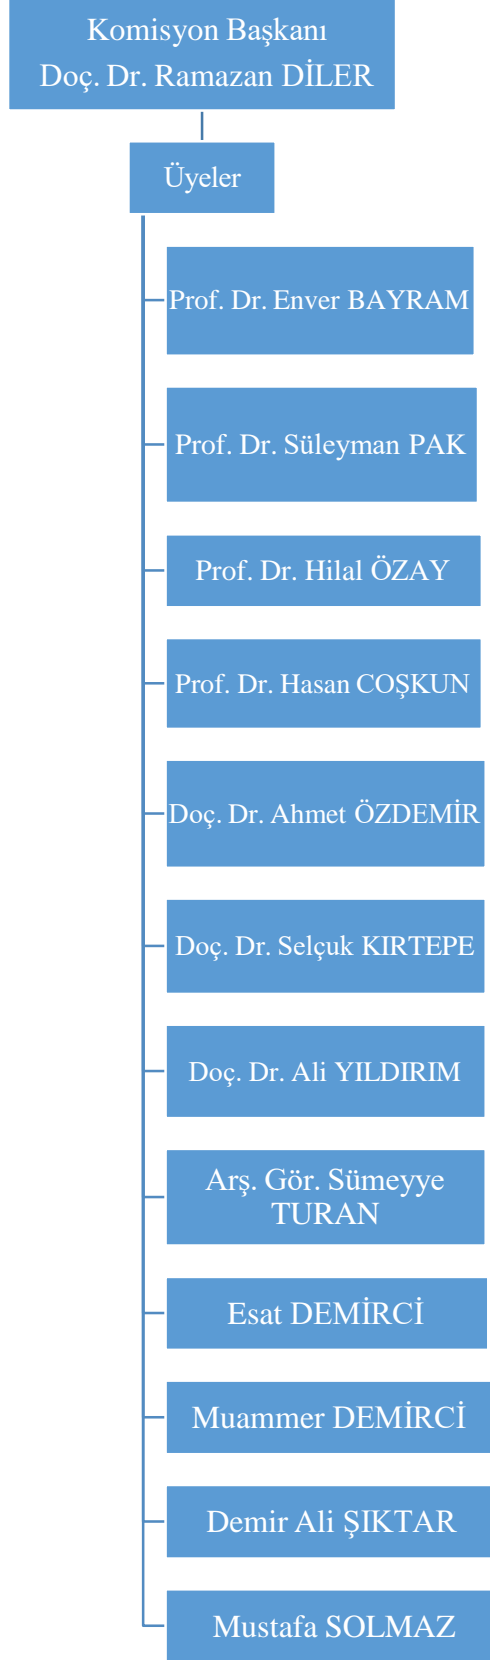 Komisyon Başkanı
Doç. Dr. Ramazan DİLER
Üyeler
Prof. Dr. Enver BAYRAM
Prof. Dr. Süleyman PAK
Prof. Dr. Hilal ÖZAY
Prof. Dr. Hasan COŞKUN
Doç. Dr. Ahmet ÖZDEMİR
Doç. Dr. Selçuk KIRTEPE
Doç. Dr. Ali YILDIRIM
Arş. Gör. Sümeyye
TURAN
Esat DEMİRCİ
Muammer DEMİRCİ
Demir Ali ŞIKTAR
Mustafa SOLMAZ